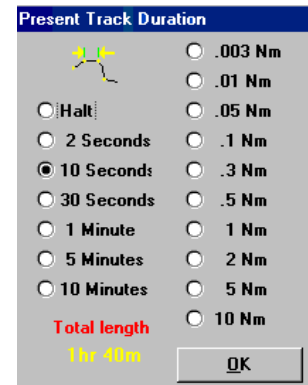 Present Track Duration
Halt
2 Seconds
10 Seconds
30 Seconds
1 Minute
5 Minutes
10 Minutes
Total length
1hr 40m
.003 Nm
.01 Nm
.05 Nm
.1 Nm
.3 Nm
.5 Nm
1 Nm
2 Nm
5 Nm
10 Nm
OK